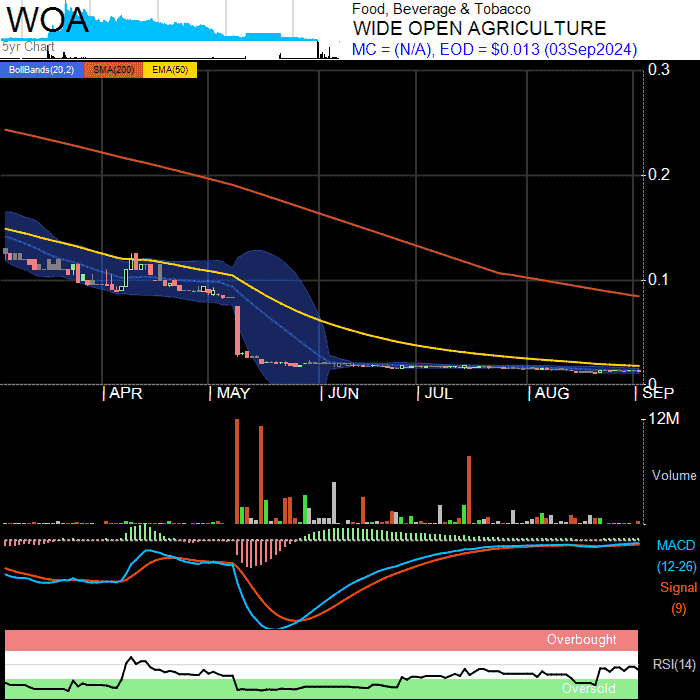 WOA
5yr Chart
Food, Beverage & Tobacco
WIDE OPEN AGRICULTURE
MC = (N/A), EOD = $0.013 (03Sep2024)
BollBands(20,2) SMA(200) EMA(50)
0.3
0.2
0.1
0
APR MAY JUN JUL AUG SEP
12M
Volume
MACD
(12-26)
Signal
(9)
Overbought
RSI(14)
Oversold